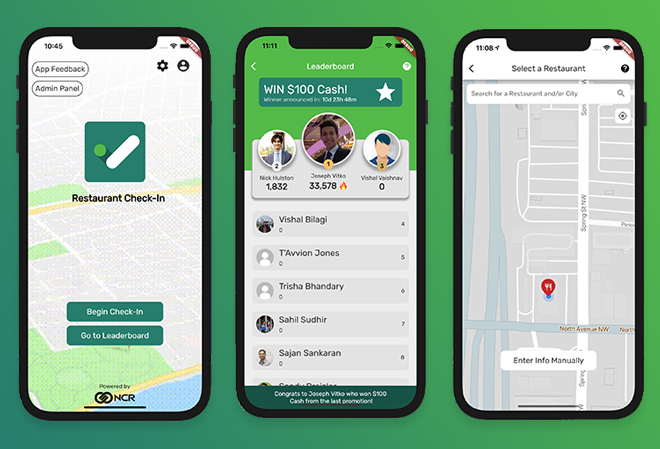 10:45
App Feedback
Admin Panel
Restaurant Check-In
Begin Check-In
Go to Leaderboard
Powered by
NCR
11:11
Leaderboard
?
WIN $100 Cash!
Winner announced in: 10d 23h 48m
2
Nick Hulston
1,832
1
Joseph Vitko
33,578
3
Vishal Vaishnav
0
Vishal Bilagi
0
4
T'Avvion Jones
0
5
Trisha Bhandary
0
6
Sahil Sudhir
0
7
Sajan Sankaran
0
8
Congrats to Joseph Vitko who won $100
Cash from the last promotion!
11:08
Select a Restaurant
?
Search for a Restaurant and/or City
Spring St NW
North Avenue NW
North
Spring
Enter Info Manually